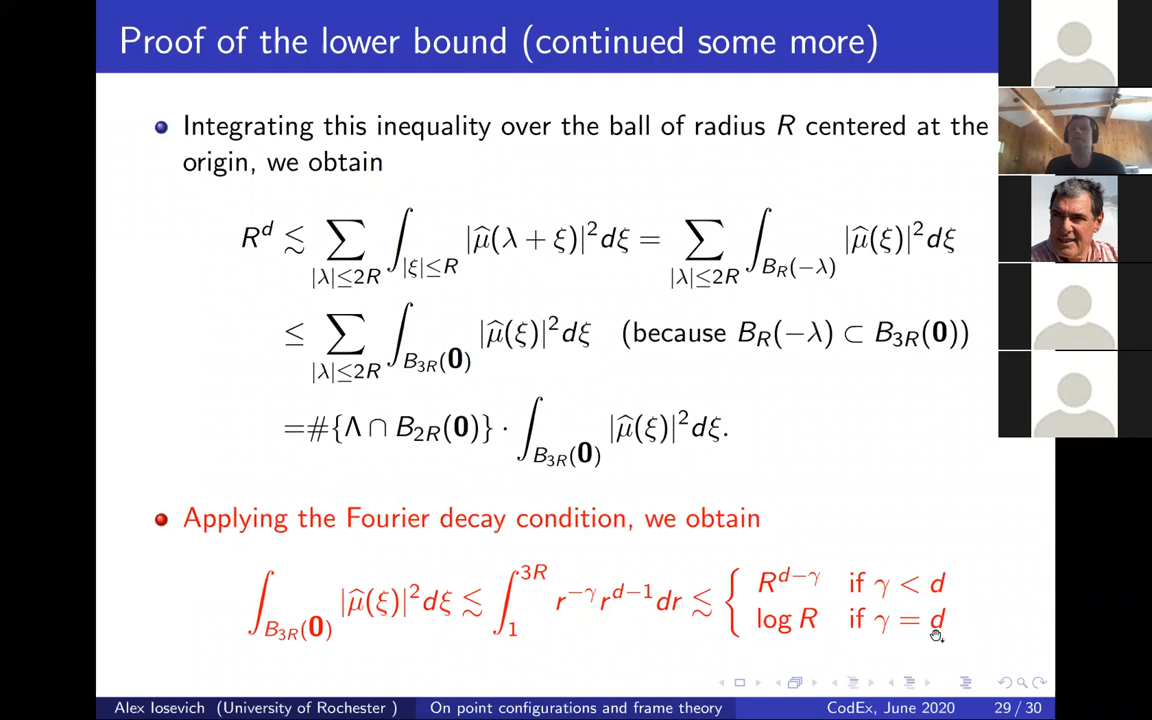 Proof of the lower bound (continued some more)
Integrating this inequality over the ball of radius R centered at the
origin, we obtain
R^d ≲ ∑_{|λ|≤2R} ∫_{|ξ|≤R} |μ̂(λ + ξ)|²dξ = ∑_{|λ|≤2R} ∫_{B_R(−λ)} |μ̂(ξ)|²dξ
≤ ∑_{|λ|≤2R} ∫_{B_{3R}(0)} |μ̂(ξ)|²dξ (because B_R(−λ) ⊂ B_{3R}(0))
=#{Λ ∩ B_{2R}(0)} · ∫_{B_{3R}(0)} |μ̂(ξ)|²dξ.
Applying the Fourier decay condition, we obtain
∫_{B_{3R}(0)} |μ̂(ξ)|²dξ ≲ ∫_1^{3R} r^{−γ}r^{d−1}dr ≲ { R^{d−γ} if γ < d
log R if γ = d
Alex Iosevich (University of Rochester ) On point configurations and frame theory CodEx, June 2020 29 / 30